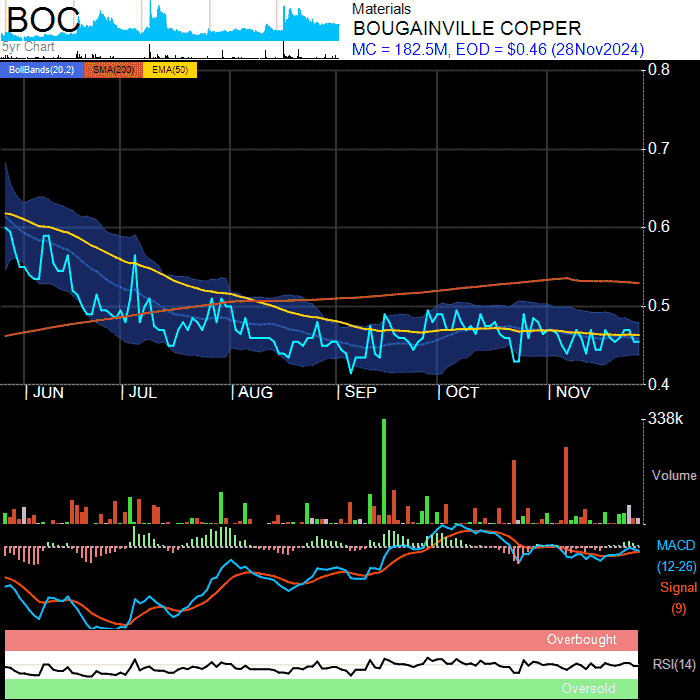 BOC
5yr Chart
Materials
BOUGAINVILLE COPPER
MC = 182.5M, EOD = $0.46 (28Nov2024)
BollBands(20,2) SMA(200) EMA(50)
0.8
0.7
0.6
0.5
0.4
JUN JUL AUG SEP OCT NOV
338k
Volume
MACD
(12-26)
Signal
(9)
Overbought
RSI(14)
Oversold